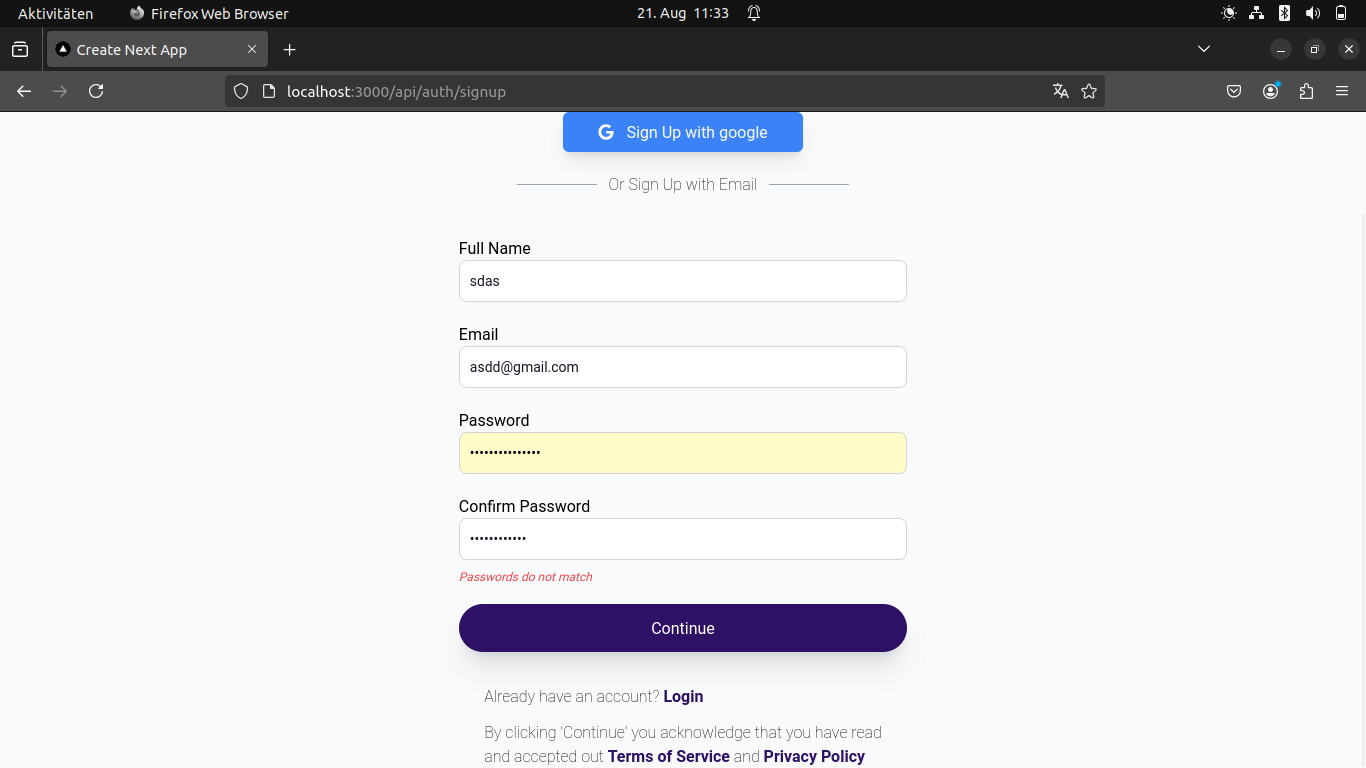 Aktivitäten Firefox Web Browser 21. Aug 11:33
Create Next App
localhost:3000/api/auth/signup
Sign Up with google
Or Sign Up with Email
Full Name
sdas
Email
asdd@gmail.com
Password
•••••••••••••••
Confirm Password
••••••••••••
Passwords do not match
Continue
Already have an account? Login
By clicking 'Continue' you acknowledge that you have read
and accepted out Terms of Service and Privacy Policy